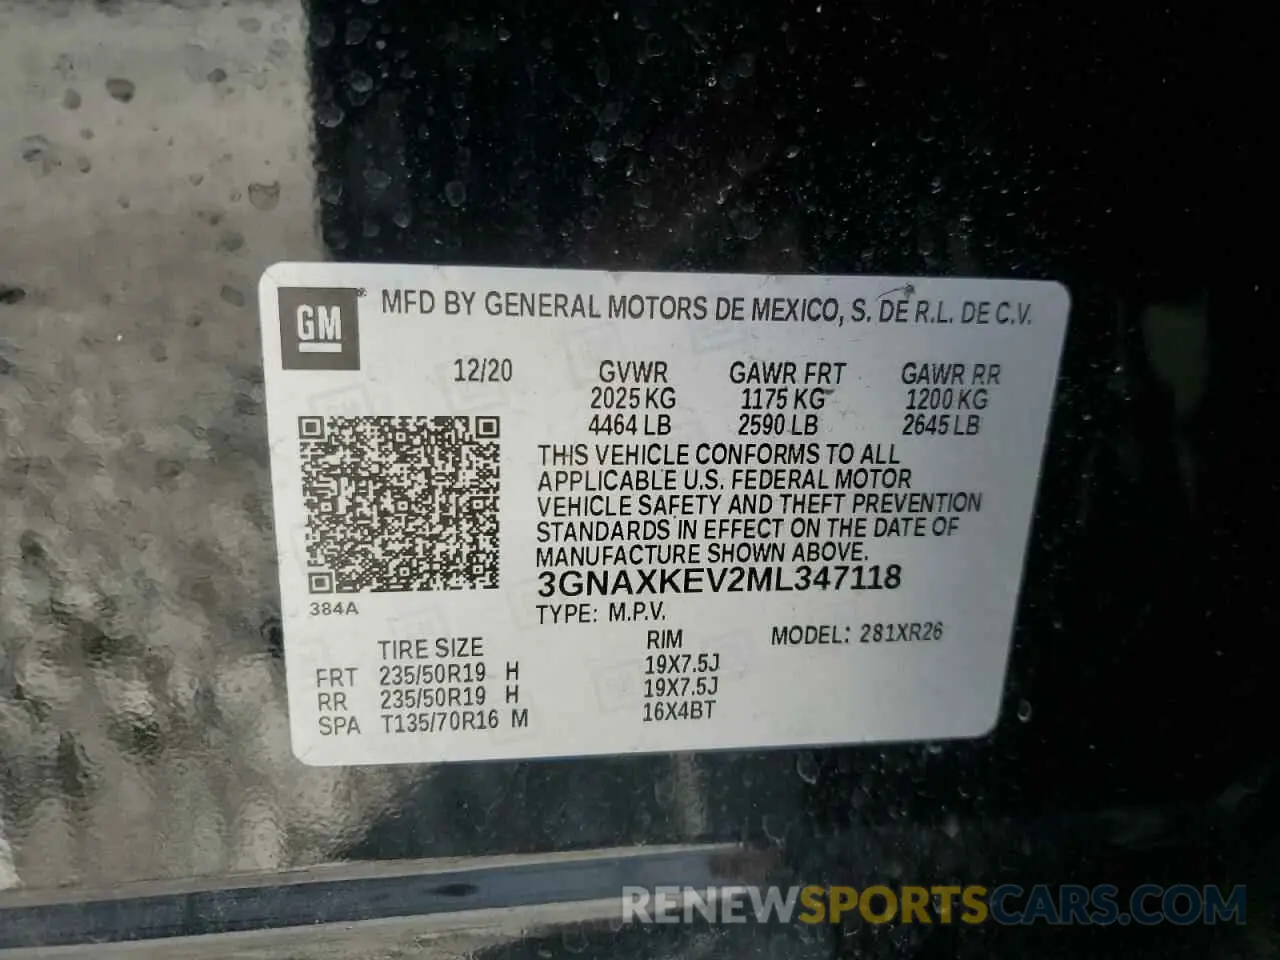 GM® MFD BY GENERAL MOTORS DE MEXICO, S. DE R.L. DE C.V.
12/20 GVWR GAWR FRT GAWR RR
2025 KG 1175 KG 1200 KG
4464 LB 2590 LB 2645 LB
THIS VEHICLE CONFORMS TO ALL
APPLICABLE U.S. FEDERAL MOTOR
VEHICLE SAFETY AND THEFT PREVENTION
STANDARDS IN EFFECT ON THE DATE OF
MANUFACTURE SHOWN ABOVE.
3GNAXKEV2ML347118
384A
TYPE: M.P.V.
TIRE SIZE RIM MODEL: 281XR26
FRT 235/50R19 H 19X7.5J
RR 235/50R19 H 19X7.5J
SPA T135/70R16 M 16X4BT
RENEWSPORTSCARS.COM